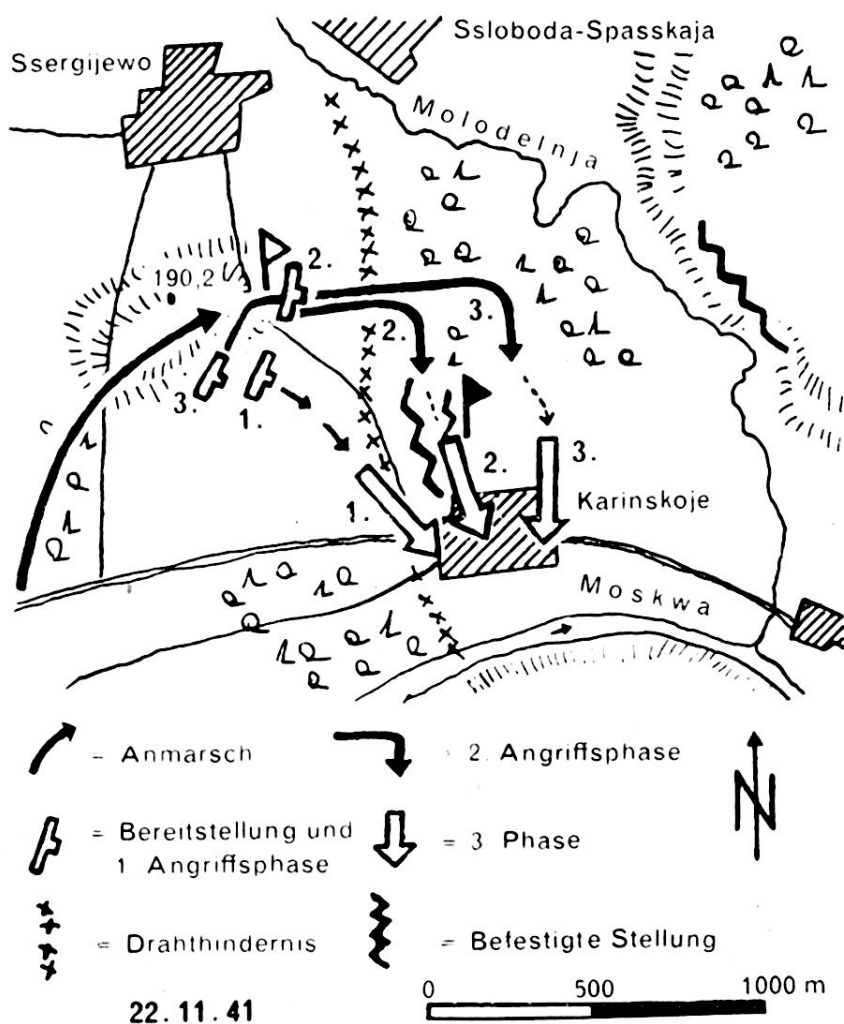 Ssergijewo
Ssloboda-Spasskaja
Molodelnja
190,2
2.
2.
3.
3.
1.
2.
3.
1.
Karinskoje
Moskwa
- Anmarsch
2. Angriffsphase
= Bereitstellung und
1 Angriffsphase
= 3 Phase
= Drahthindernis
= Befestigte Stellung
N
22.11.41
0 500 1000 m